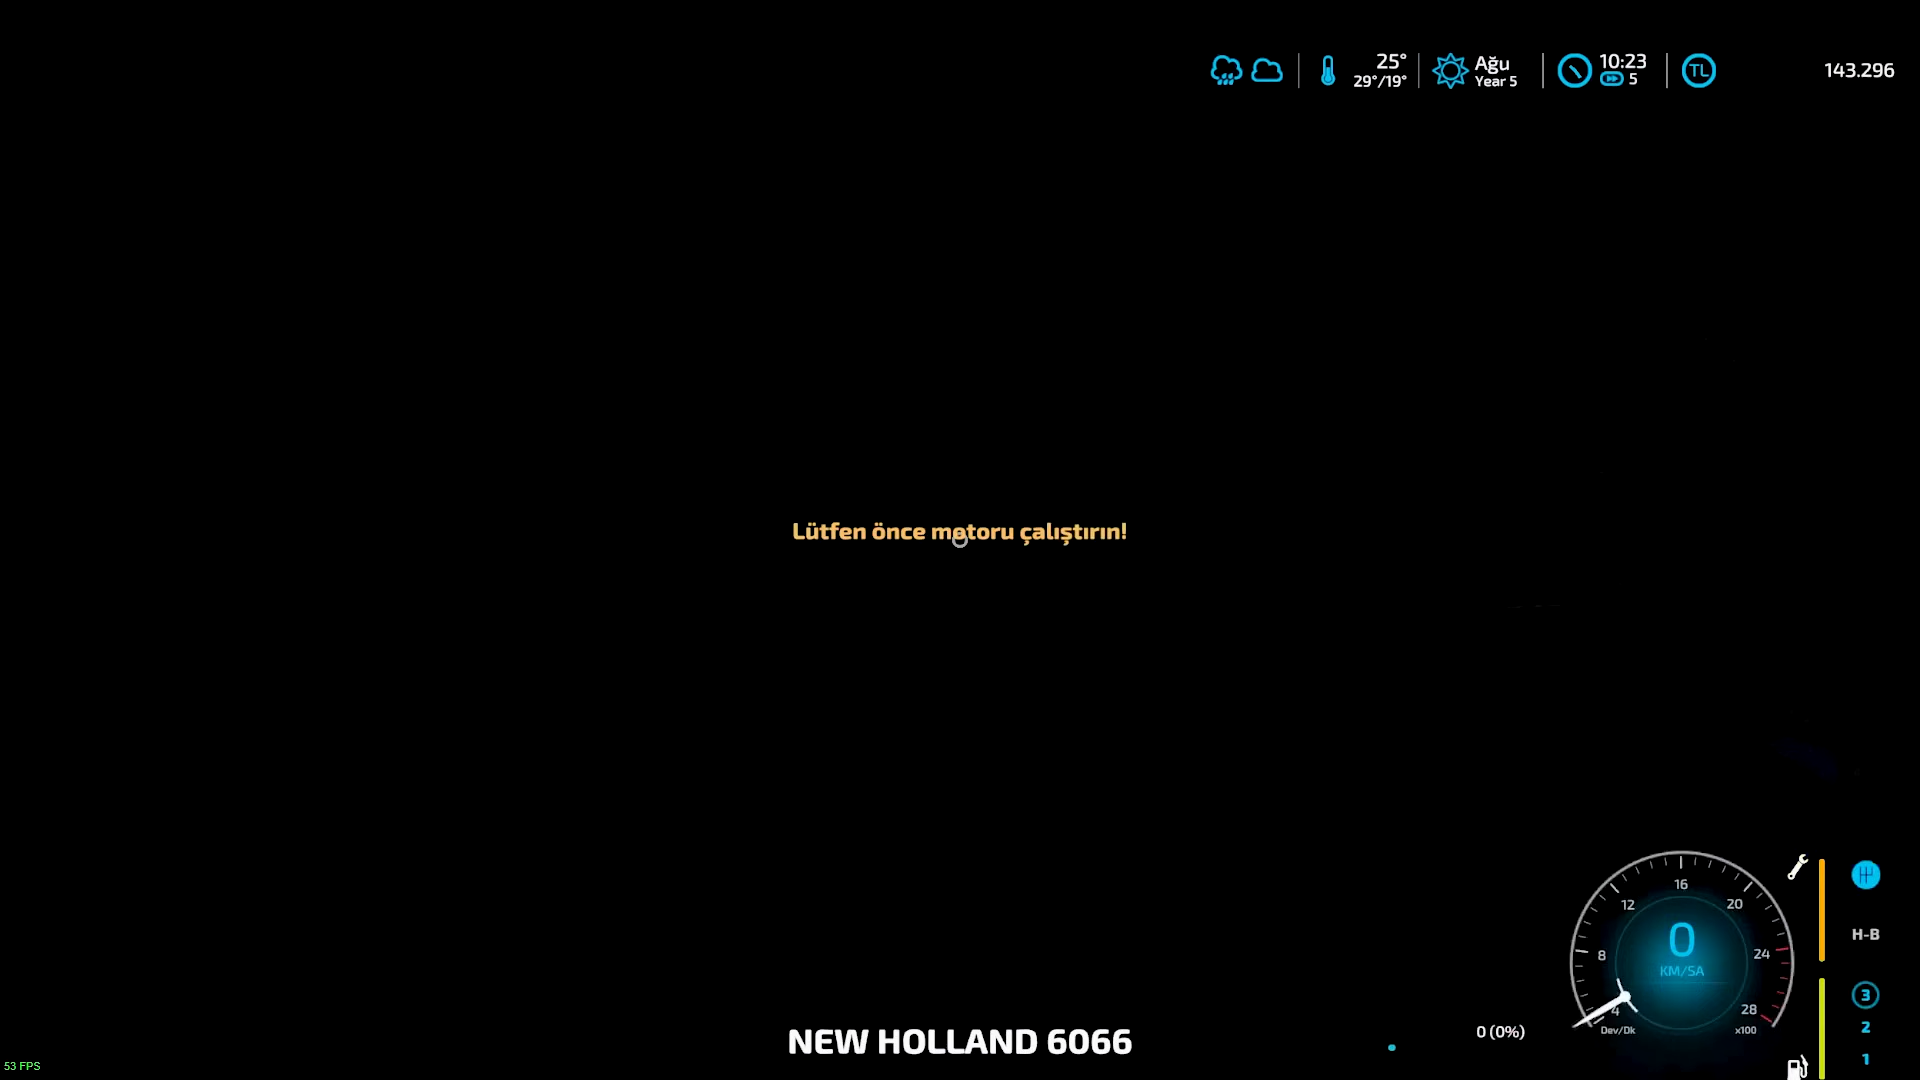 25°
29°/19°
Ağu
Year 5
10:23
5
TL
143.296
Lütfen önce motoru çalıştırın!
16
12
20
8
24
4
28
0
KM/SA
Dev/Dk
x100
H-B
3
2
1
0 (0%)
NEW HOLLAND 6066
53 FPS